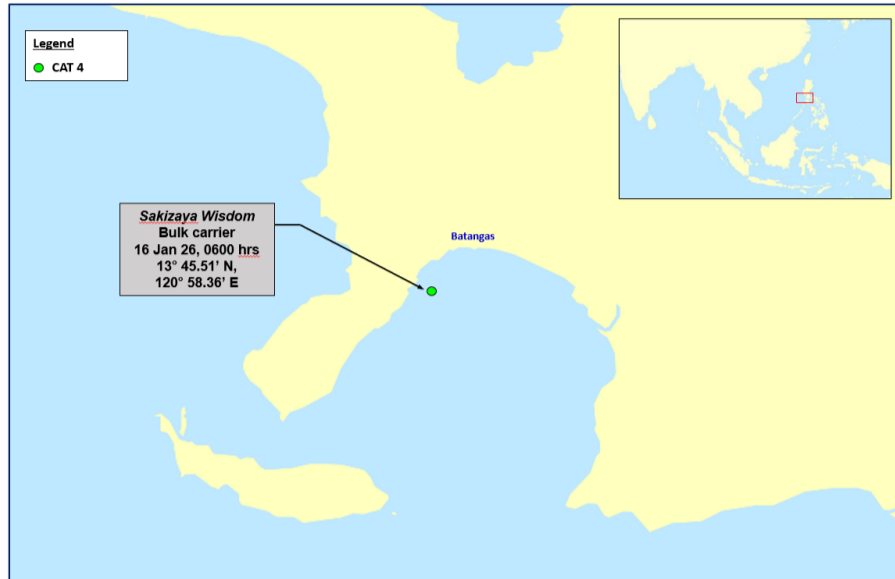 Legend
CAT 4
Sakizaya Wisdom
Bulk carrier
16 Jan 26, 0600 hrs
13° 45.51' N,
120° 58.36' E
Batangas